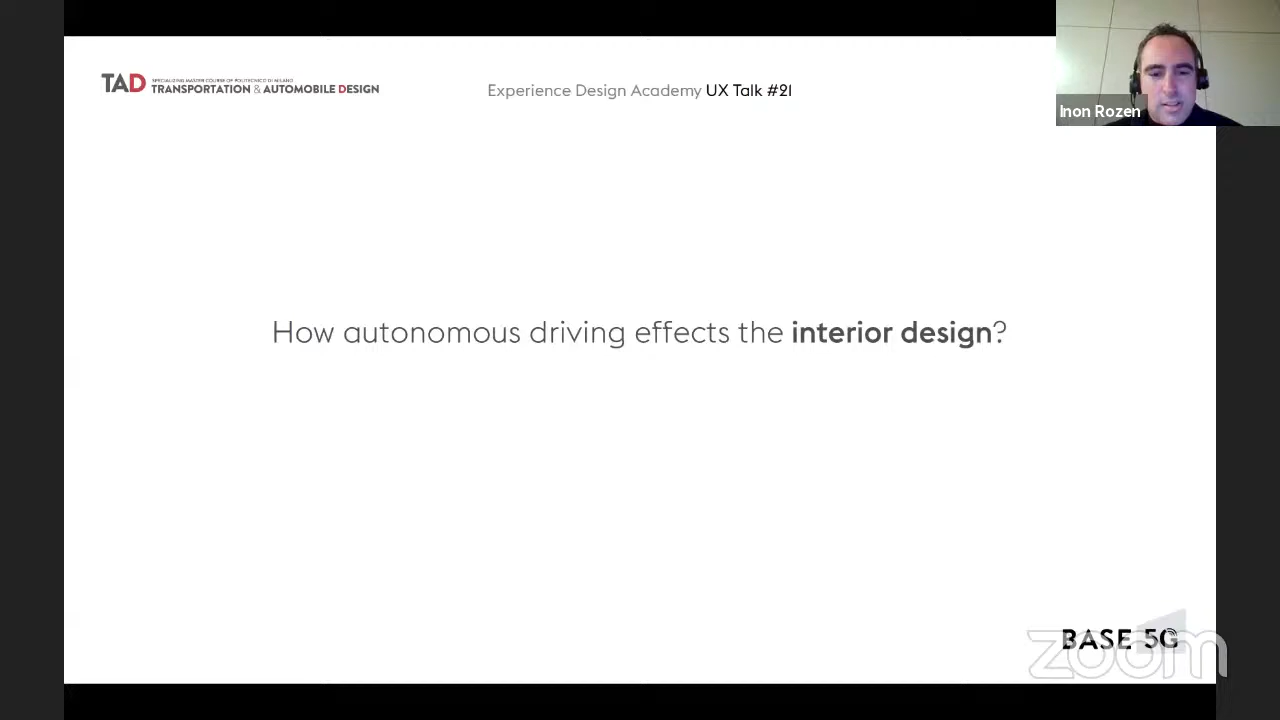 TAD SPECIALIZING MASTER COURSE OF POLITECNICO DI MILANO
TRANSPORTATION & AUTOMOBILE DESIGN
Experience Design Academy UX Talk #21
Inon Rozen
How autonomous driving effects the interior design?
BASE 5G
zoom